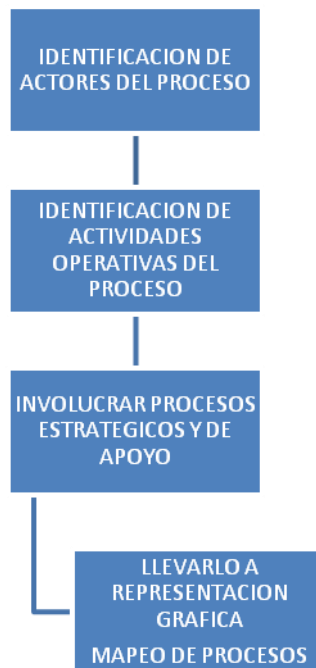 IDENTIFICACION DE
ACTORES DEL PROCESO
IDENTIFICACION DE
ACTIVIDADES
OPERATIVAS DEL
PROCESO
INVOLUCRAR PROCESOS
ESTRATEGICOS Y DE
APOYO
LLEVARLO A
REPRESENTACION
GRAFICA
MAPEO DE PROCESOS